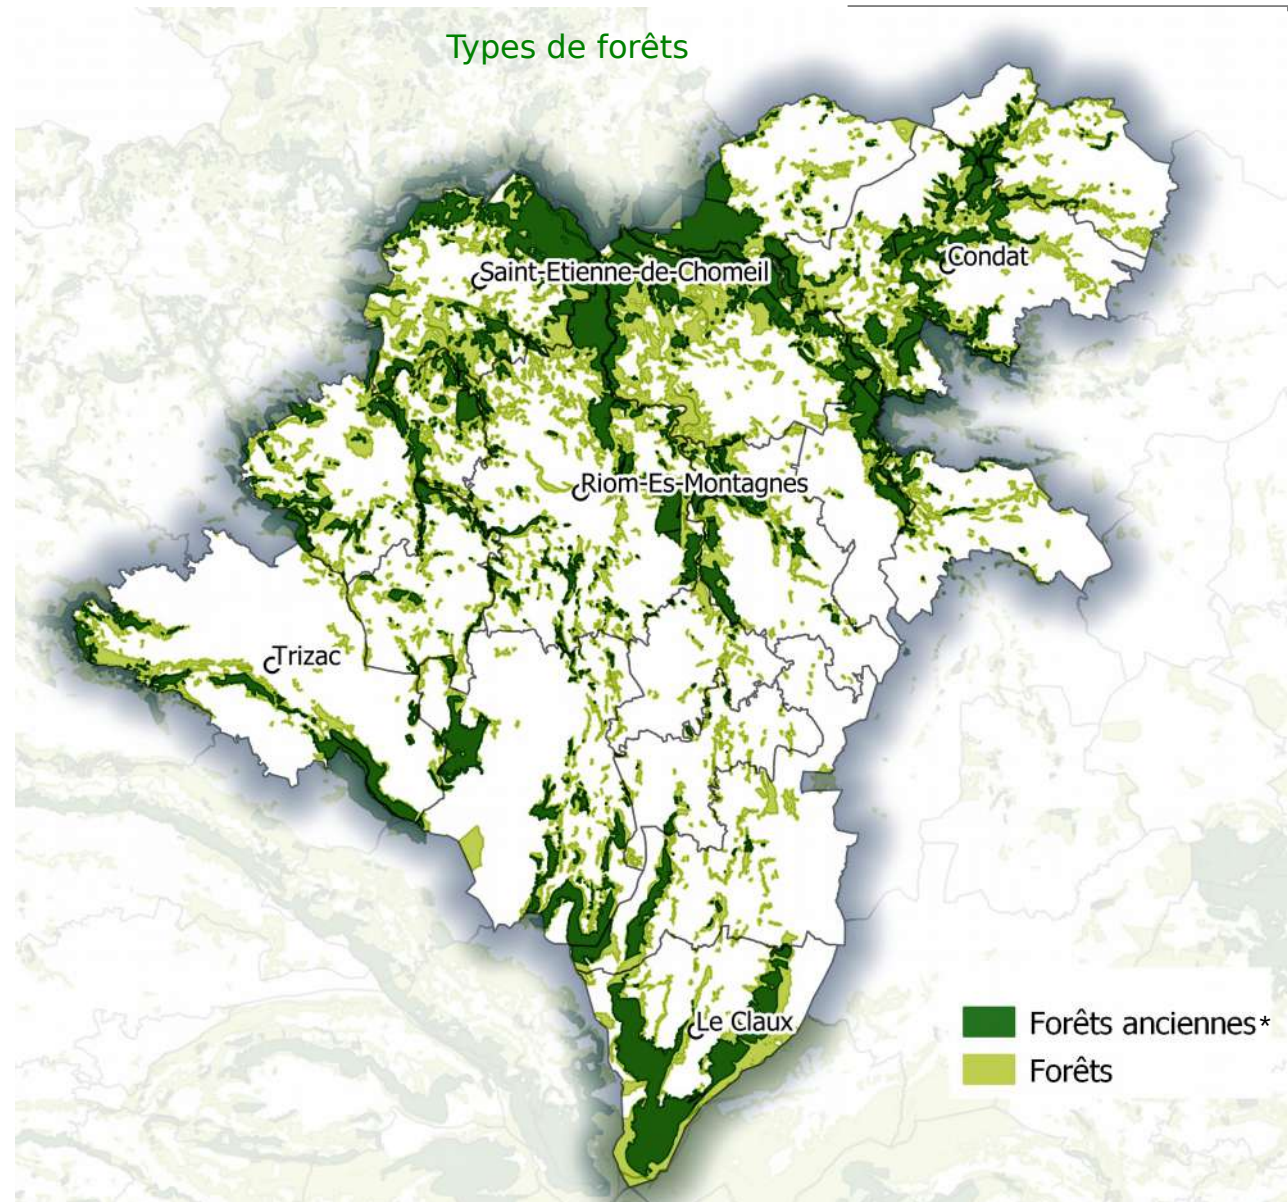 Types de forêts
Condat
Saint-Etienne-de-Chomeil
Riom-Es-Montagnes
Trizac
Le Claux
Forêts anciennes*
Forêts